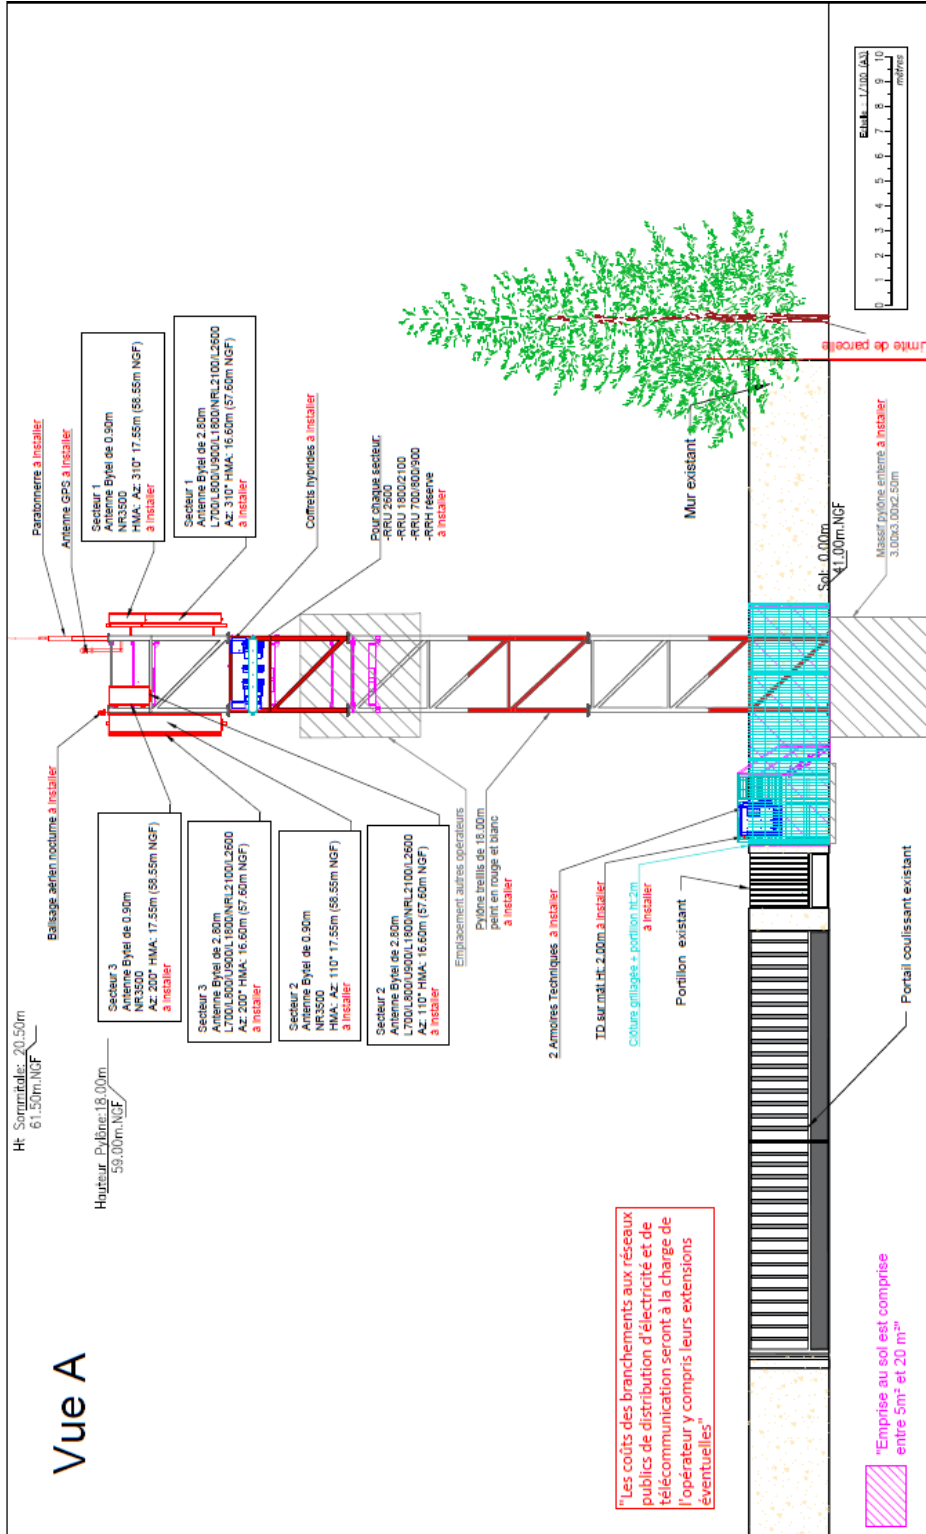 Vue A
Ht Sommitale: 20.50m
61.50m.NGF
Hauteur Pylône:18.00m
59.00m.NGF
Balisage aérien nocturne à installer
Paratonnerre à installer
Antenne GPS à installer
Secteur 1
Antenne Bytel de 0.90m
NR3500
HMA: Az: 310° 17.55m (58.55m NGF)
à installer
Secteur 1
Antenne Bytel de 2.80m
L700/L800/U900/L1800/NRL2100/L2600
Az: 310° HMA: 16.60m (57.60m NGF)
à installer
Coffrets hybrides à installer
Pour chaque secteur:
-RRU 2600
-RRU 1800/2100
-RRU 700/800/900
-RRH réserve
à installer
Secteur 3
Antenne Bytel de 0.90m
NR3500
Az: 200° HMA: 17.55m (58.55m NGF)
à installer
Secteur 3
Antenne Bytel de 2.80m
L700/L800/U900/L1800/NRL2100/L2600
Az: 200° HMA: 16.60m (57.60m NGF)
à installer
Secteur 2
Antenne Bytel de 0.90m
NR3500
HMA: Az: 110° 17.55m (58.55m NGF)
à installer
Secteur 2
Antenne Bytel de 2.80m
L700/L800/U900/L1800/NRL2100/L2600
Az: 110° HMA: 16.60m (57.60m NGF)
à installer
Emplacement autres opérateurs
Pylône treillis de 18.00m
peint en rouge et blanc
à installer
2 Armoires Techniques à installer
TD sur mât Ht: 2.00m à installer
Clôture grillagée + portillon ht:2m
à installer
Portillon existant
Portail coulissant existant
Mur existant
Sol: 0.00m
41.00m.NGF
Massif pylône enterré à installer
3.00x3.00x2.50m
Limite de parcelle
Echelle : 1/100 (A3)
0 1 2 3 4 5 6 7 8 9 10
mètres
"Les coûts des branchements aux réseaux
publics de distribution d'électricité et de
télécommunication seront à la charge de
l'opérateur y compris leurs extensions
éventuelles"
"Emprise au sol est comprise
entre 5m² et 20 m²"